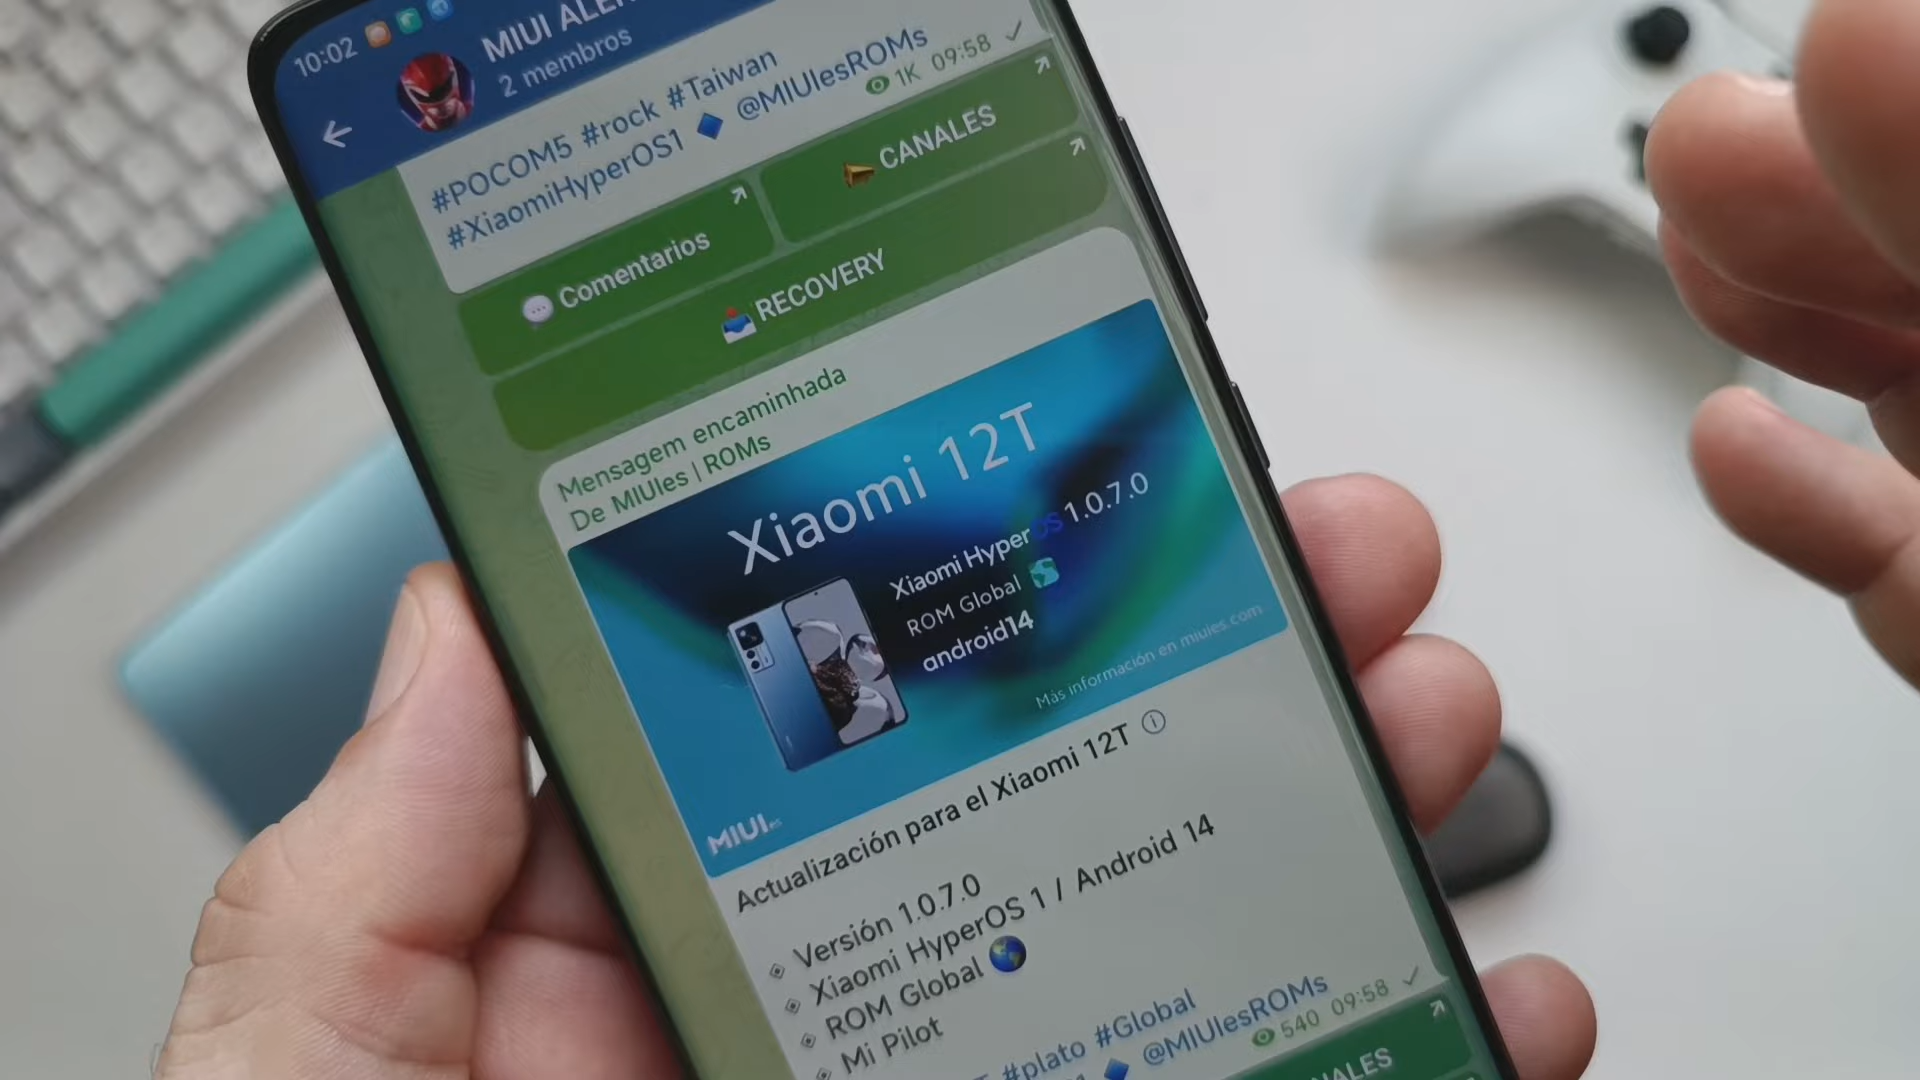 10:02
MIUI ALE
2 membros
#POCOM5 #rock #Taiwan
#XiaomiHyperOS1 🔷 @MIUIesROMs
1K 09:58
Comentarios
CANALES
RECOVERY
Mensagem encaminhada
De MIUIes | ROMs
Xiaomi 12T
Xiaomi HyperOS 1.0.7.0
ROM Global
android14
Más información en miuies.com
MIUI.es
Actualización para el Xiaomi 12T
Versión 1.0.7.0
Xiaomi HyperOS 1 / Android 14
ROM Global 🌎
Mi Pilot
#plato #Global
🔷 @MIUIesROMs
540 09:58
NALES